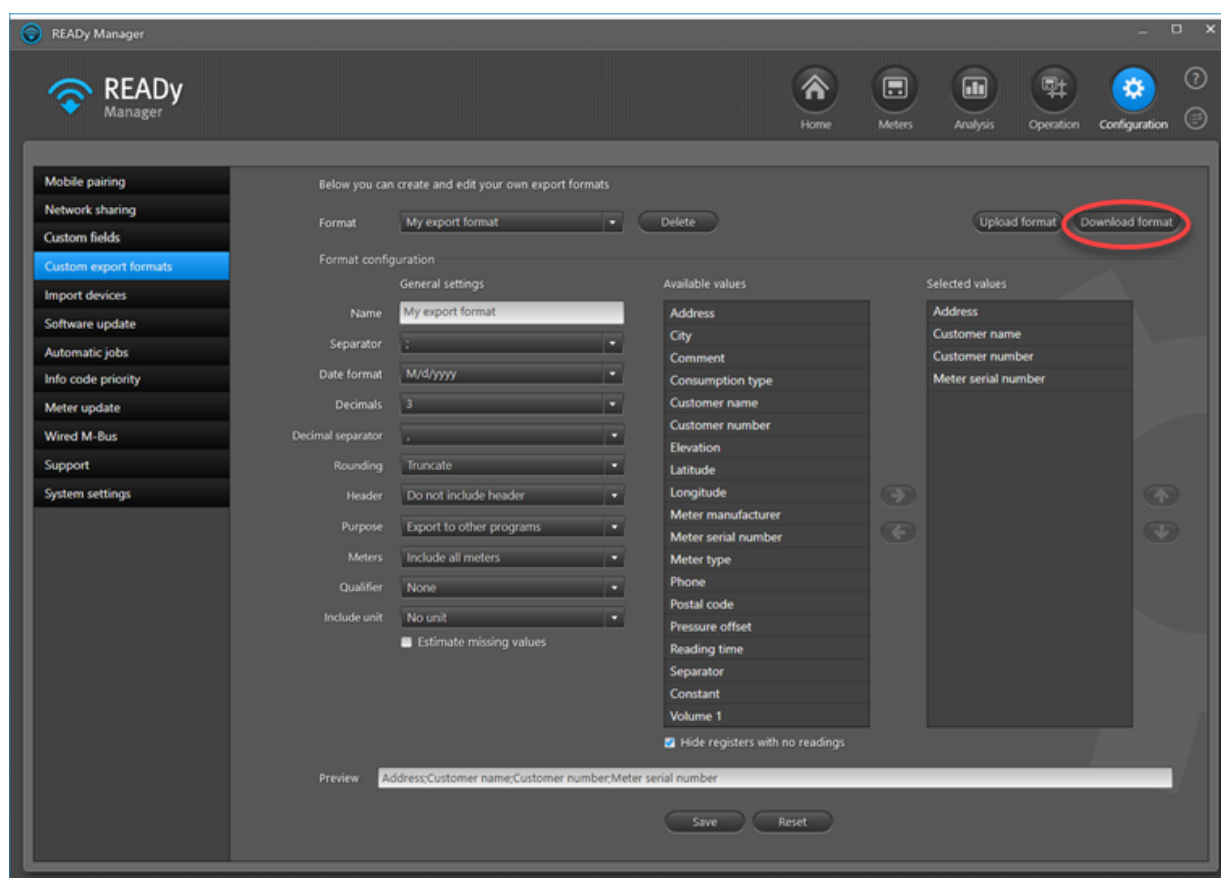 READy Manager
READy
Manager
Home
Meters
Analysis
Operation
Configuration
Mobile pairing
Network sharing
Custom fields
Custom export formats
Import devices
Software update
Automatic jobs
Info code priority
Meter update
Wired M-Bus
Support
System settings
Below you can create and edit your own export formats
Format My export format Delete Upload format Download format
Format configuration
General settings
Name My export format
Separator ;
Date format M/d/yyyy
Decimals 3
Decimal separator ,
Rounding Truncate
Header Do not include header
Purpose Export to other programs
Meters Include all meters
Qualifier None
Include unit No unit
Estimate missing values
Available values
Address
City
Comment
Consumption type
Customer name
Customer number
Elevation
Latitude
Longitude
Meter manufacturer
Meter serial number
Meter type
Phone
Postal code
Pressure offset
Reading time
Separator
Constant
Volume 1
Hide registers with no readings
Selected values
Address
Customer name
Customer number
Meter serial number
Preview Address;Customer name;Customer number;Meter serial number
Save Reset